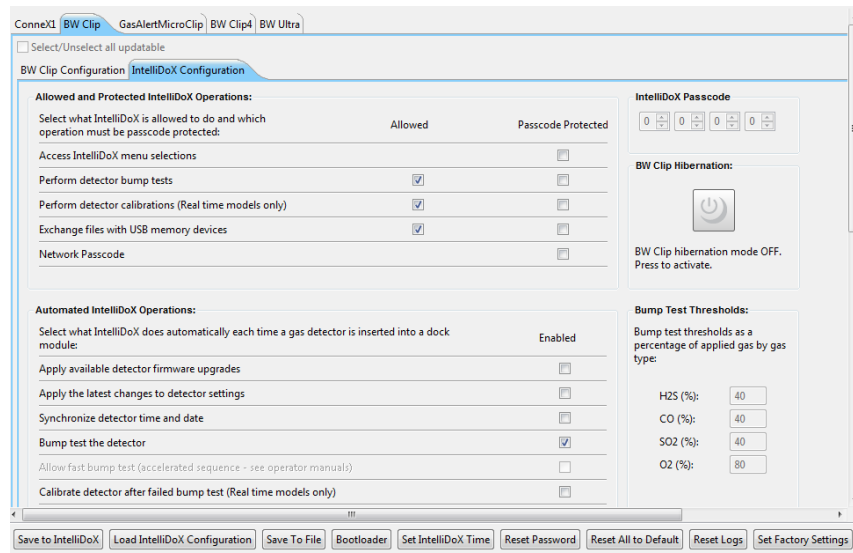 ConneX1 BW Clip GasAlertMicroClip BW Clip4 BW Ultra
Select/Unselect all updatable
BW Clip Configuration IntelliDoX Configuration
Allowed and Protected IntelliDoX Operations:
Select what IntelliDoX is allowed to do and which
operation must be passcode protected:
Allowed
Passcode Protected
Access IntelliDoX menu selections
Perform detector bump tests
Perform detector calibrations (Real time models only)
Exchange files with USB memory devices
Network Passcode
IntelliDoX Passcode
0 0 0 0
BW Clip Hibernation:
BW Clip hibernation mode OFF.
Press to activate.
Automated IntelliDoX Operations:
Select what IntelliDoX does automatically each time a gas detector is inserted into a dock
module:
Enabled
Apply available detector firmware upgrades
Apply the latest changes to detector settings
Synchronize detector time and date
Bump test the detector
Allow fast bump test (accelerated sequence - see operator manuals)
Calibrate detector after failed bump test (Real time models only)
Bump Test Thresholds:
Bump test thresholds as a
percentage of applied gas by gas
type:
H2S (%): 40
CO (%): 40
SO2 (%): 40
O2 (%): 80
Save to IntelliDoX Load IntelliDoX Configuration Save To File Bootloader Set IntelliDoX Time Reset Password Reset All to Default Reset Logs Set Factory Settings